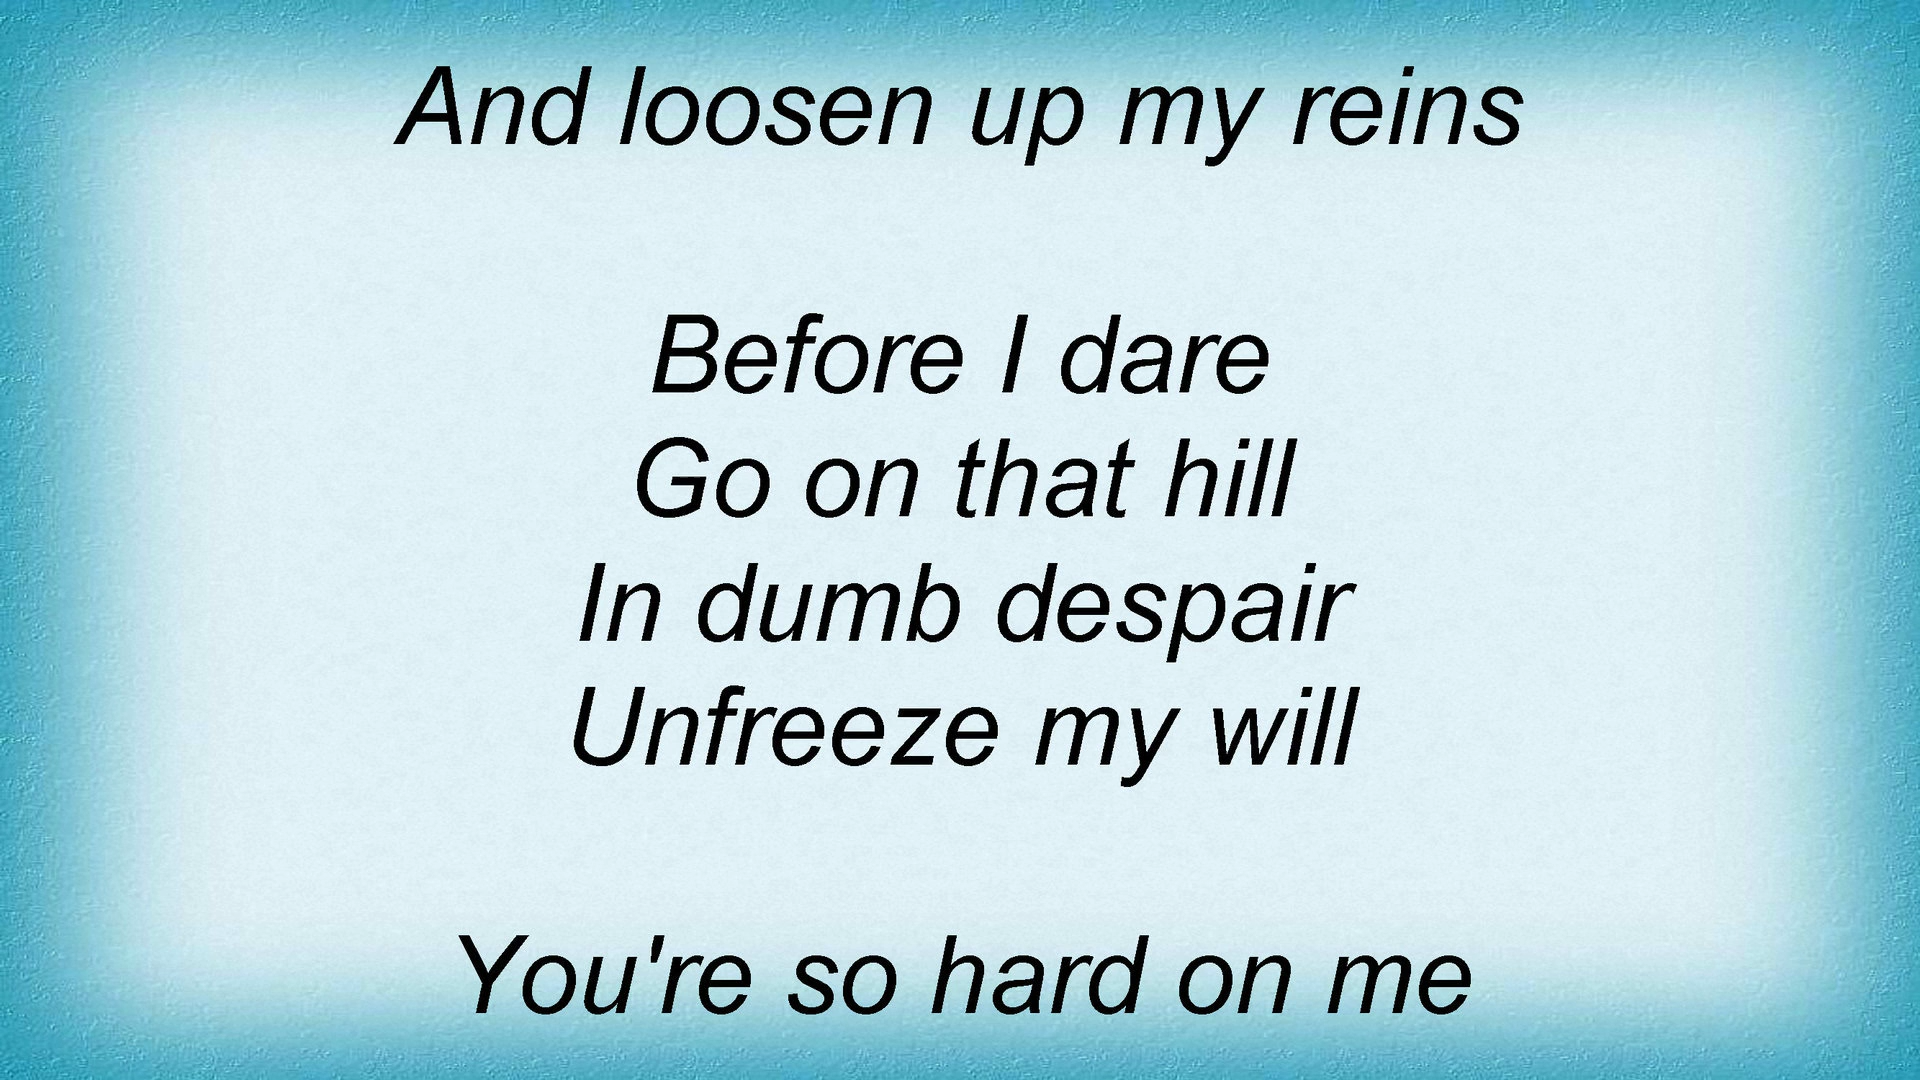 And loosen up my reins
Before I dare
Go on that hill
In dumb despair
Unfreeze my will
You're so hard on me